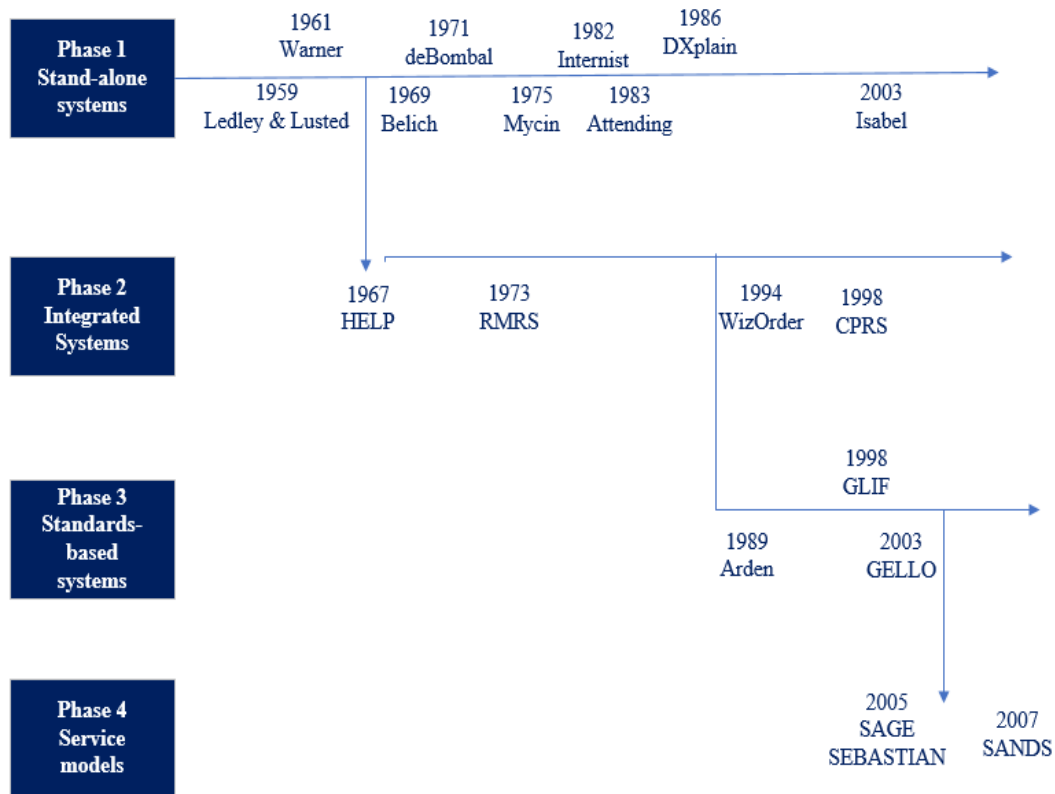 Phase 1
Stand-alone
systems
1961
Warner
1971
deBombal
1982
Internist
1986
DXplain
1959
Ledley & Lusted
1969
Belich
1975
Mycin
1983
Attending
2003
Isabel
Phase 2
Integrated
Systems
1967
HELP
1973
RMRS
1994
WizOrder
1998
CPRS
Phase 3
Standards-
based
systems
1998
GLIF
1989
Arden
2003
GELLO
Phase 4
Service
models
2005
SAGE
SEBASTIAN
2007
SANDS